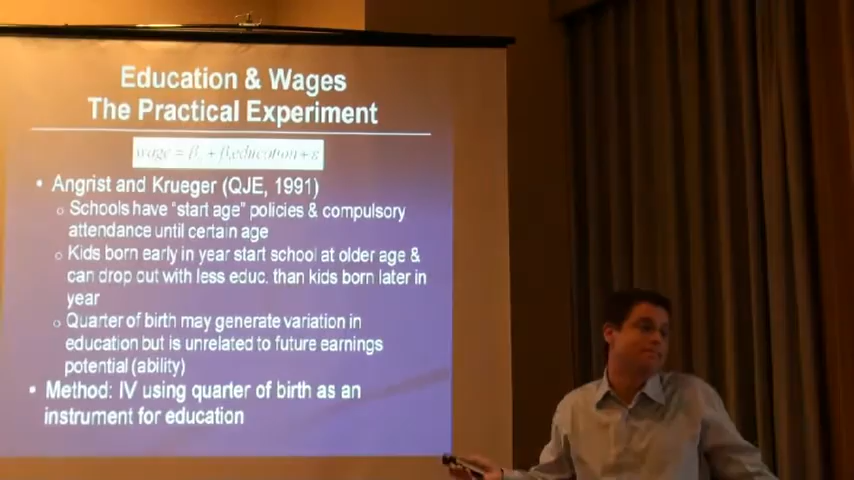 Education & Wages
The Practical Experiment
wage = β₀ + β₁education + ε
• Angrist and Krueger (QJE, 1991)
o Schools have "start age" policies & compulsory
attendance until certain age
o Kids born early in year start school at older age &
can drop out with less educ. than kids born later in
year
o Quarter of birth may generate variation in
education but is unrelated to future earnings
potential (ability)
• Method: IV using quarter of birth as an
instrument for education